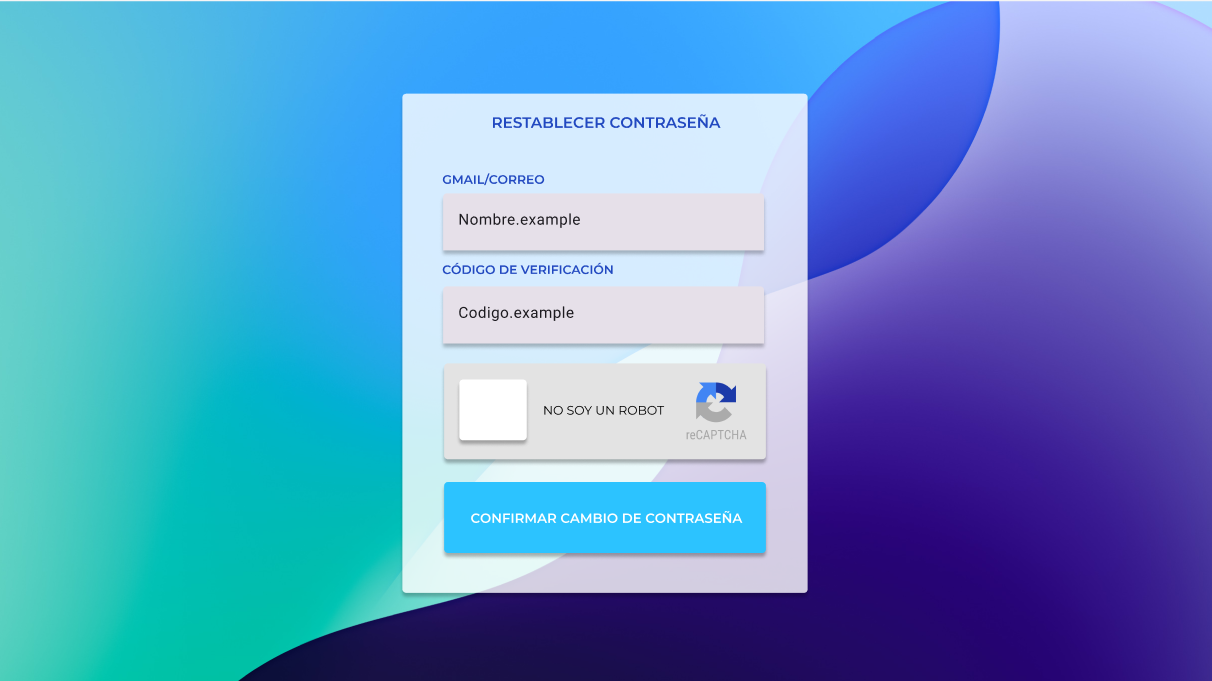 RESTABLECER CONTRASEÑA
GMAIL/CORREO
Nombre.example
CÓDIGO DE VERIFICACIÓN
Codigo.example
NO SOY UN ROBOT
reCAPTCHA
CONFIRMAR CAMBIO DE CONTRASEÑA